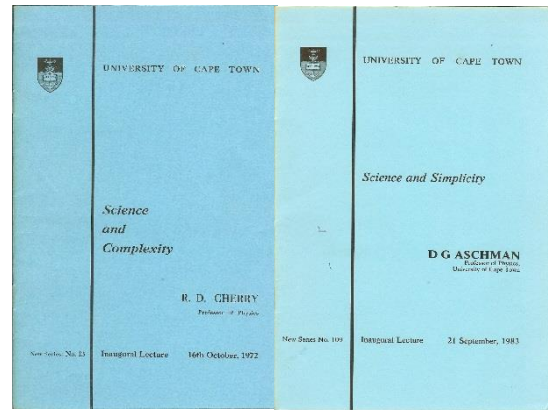 UNIVERSITY OF CAPE TOWN
Science
and
Complexity
R. D. CHERRY
Professor of Physics
New Series No.
Inaugural Lecture 16th October, 1972
UNIVERSITY OF CAPE TOWN
Science and Simplicity
D G ASCHMAN
Professor of Physics,
University of Cape Town
New Series No. 109 Inaugural Lecture 21 September, 1983